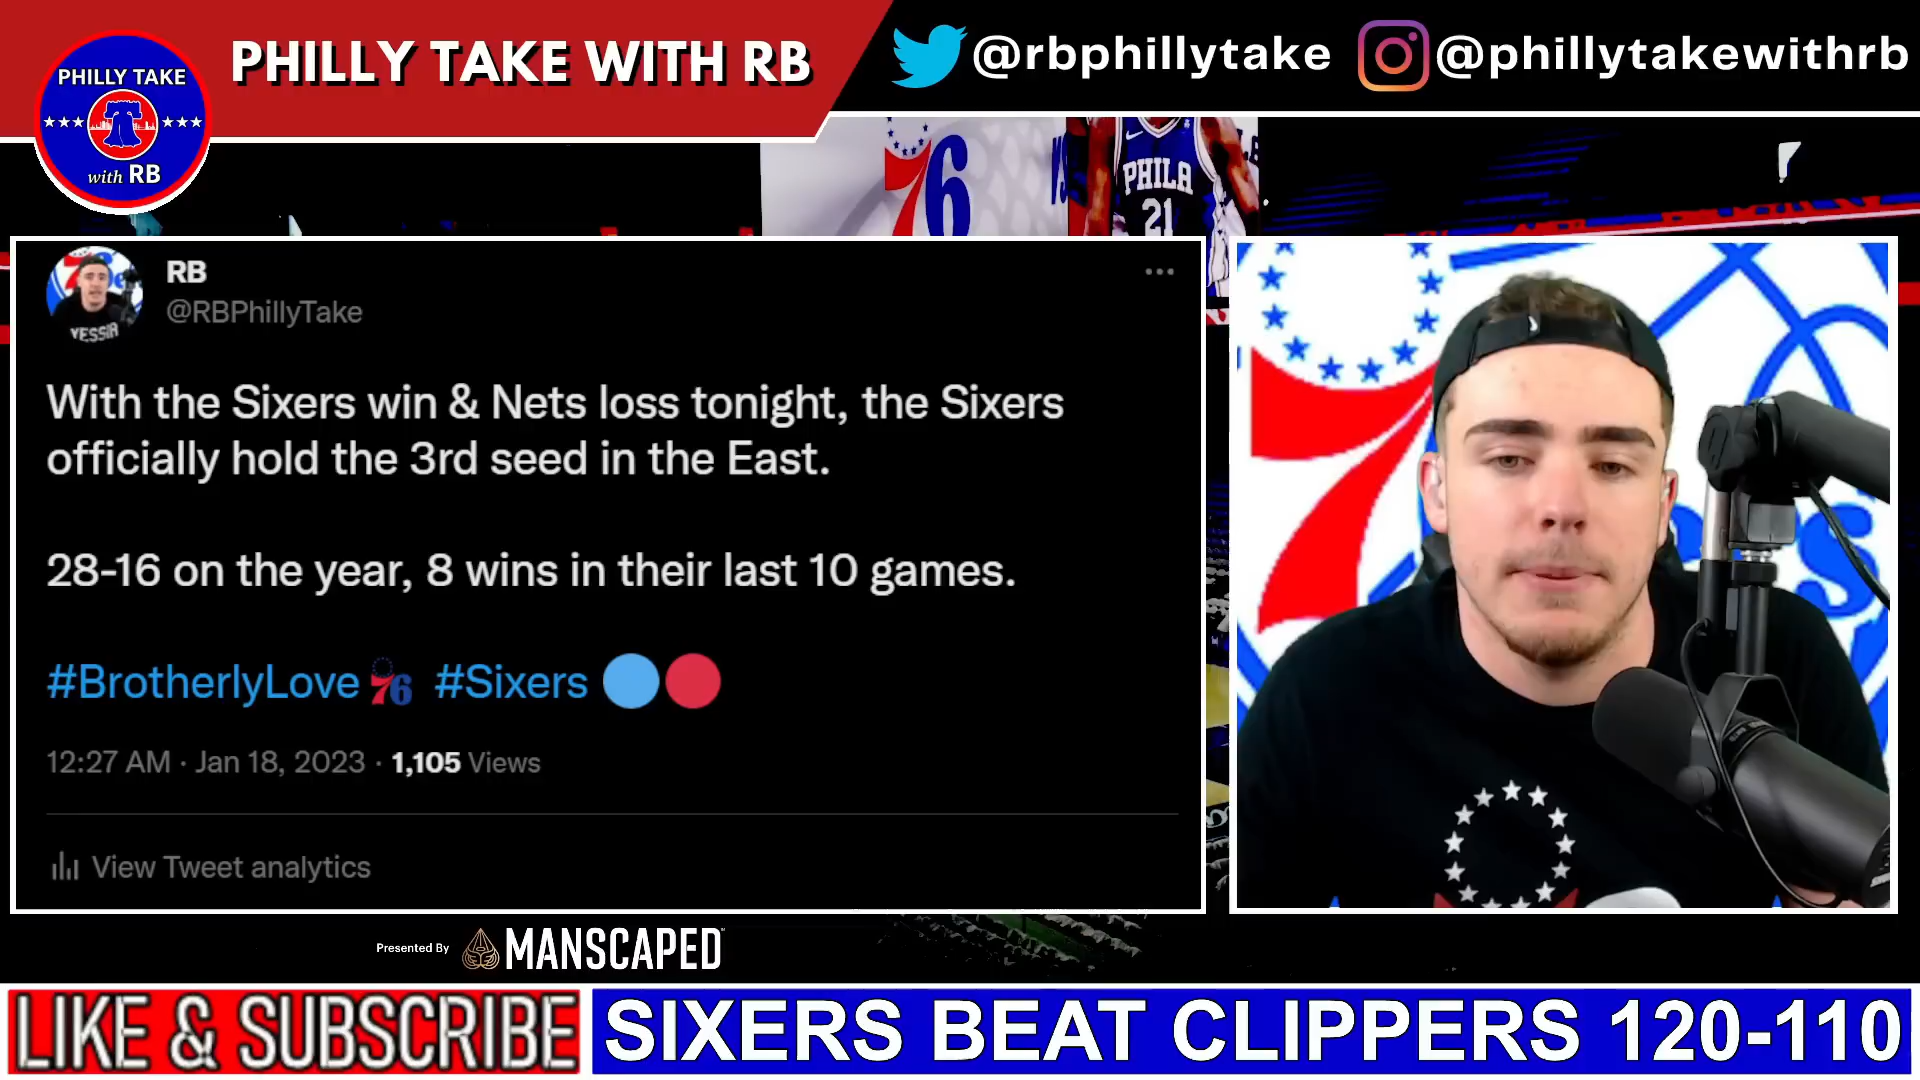 PHILLY TAKE
with RB
PHILLY TAKE WITH RB
@rbphillytake
@phillytakewithrb
76
PHILA
21
RB
@RBPhillyTake
YESSIR
With the Sixers win & Nets loss tonight, the Sixers
officially hold the 3rd seed in the East.
28-16 on the year, 8 wins in their last 10 games.
#BrotherlyLove 76 #Sixers
12:27 AM · Jan 18, 2023 · 1,105 Views
View Tweet analytics
Presented By MANSCAPED
LIKE & SUBSCRIBE
SIXERS BEAT CLIPPERS 120-110